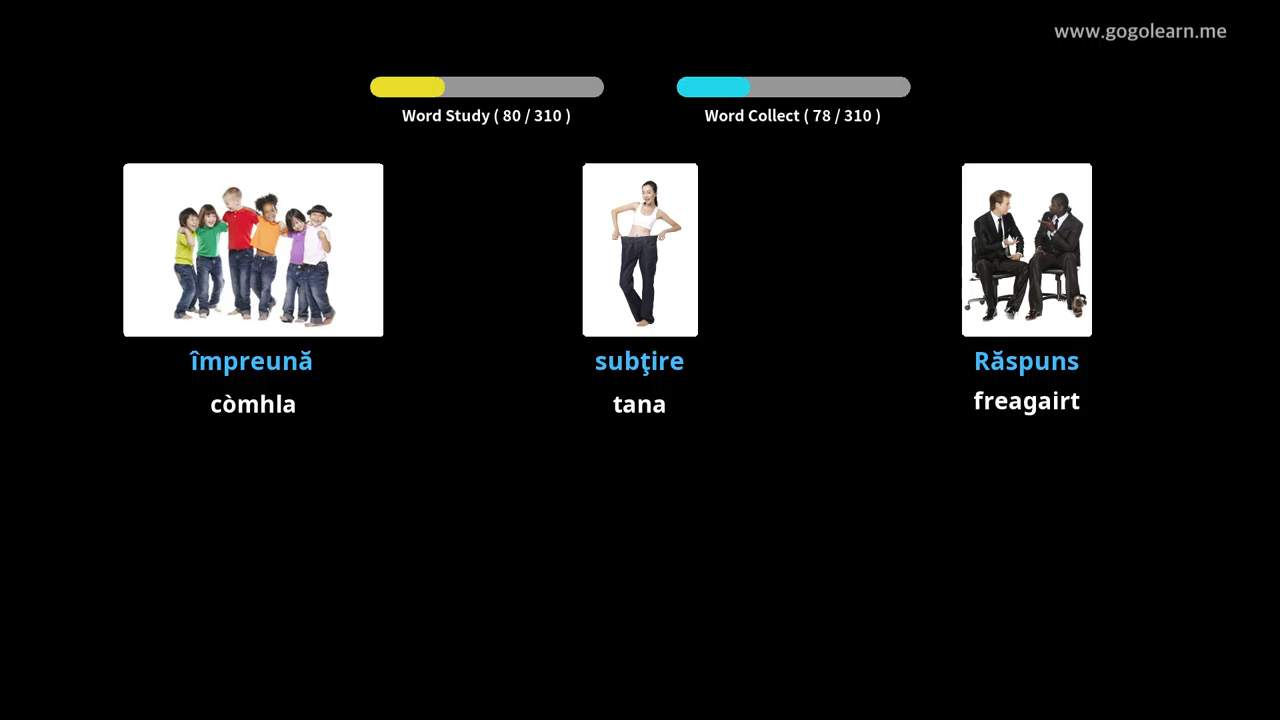 www.gogolearn.me
Word Study ( 80 / 310 )
Word Collect ( 78 / 310 )
împreună
subţire
Răspuns
còmhla
tana
freagairt